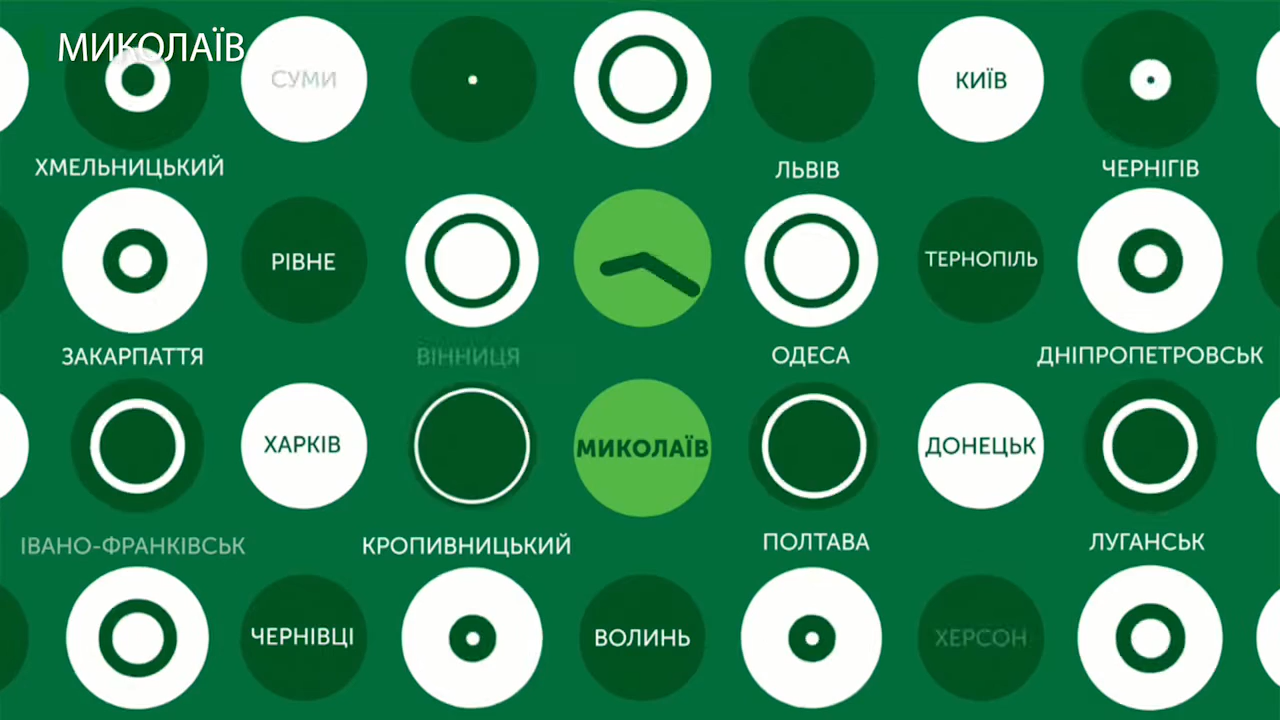 МИКОЛАЇВ
СУМИ
КИЇВ
ХМЕЛЬНИЦЬКИЙ
ЛЬВІВ
ЧЕРНІГІВ
РІВНЕ
ТЕРНОПІЛЬ
ЗАКАРПАТТЯ
ВІННИЦЯ
ОДЕСА
ДНІПРОПЕТРОВСЬК
ХАРКІВ
МИКОЛАЇВ
ДОНЕЦЬК
ІВАНО-ФРАНКІВСЬК
КРОПИВНИЦЬКИЙ
ПОЛТАВА
ЛУГАНСЬК
ЧЕРНІВЦІ
ВОЛИНЬ
ХЕРСОН